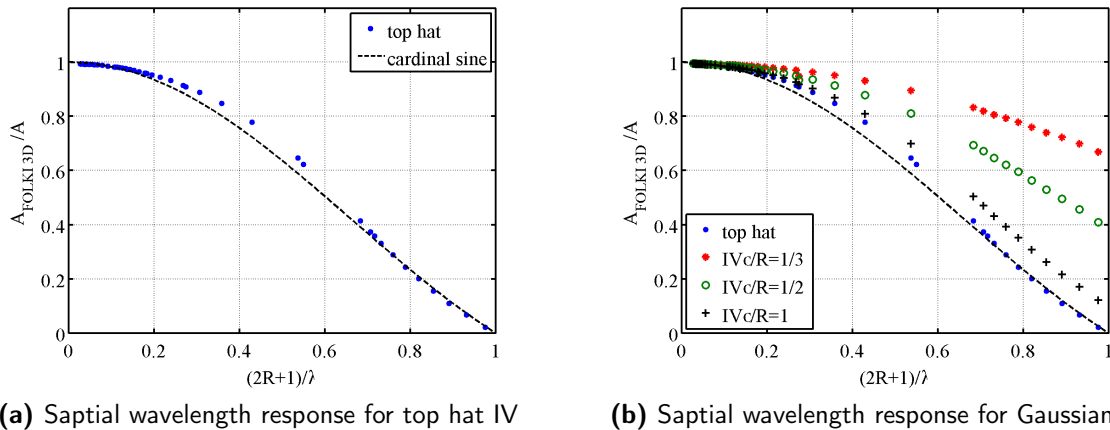 top hat
cardinal sine
1
0.8
0.6
0.4
0.2
0
A_FOLKI 3D /A
0 0.2 0.4 0.6 0.8 1
(2R+1)/λ
(a) Saptial wavelength response for top hat IV
1
0.8
0.6
0.4
0.2
0
A_FOLKI 3D /A
top hat
IVc/R=1/3
IVc/R=1/2
IVc/R=1
0 0.2 0.4 0.6 0.8 1
(2R+1)/λ
(b) Saptial wavelength response for Gaussian